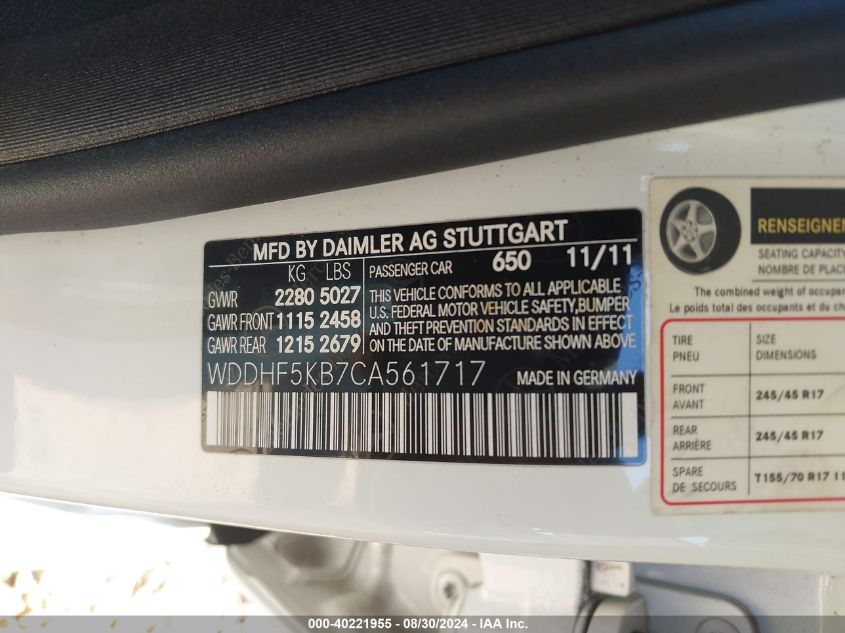 MFD BY DAIMLER AG STUTTGART
KG LBS
GVWR 2280 5027
GAWR FRONT 1115 2458
GAWR REAR 1215 2679
PASSENGER CAR 650 11/11
THIS VEHICLE CONFORMS TO ALL APPLICABLE
U.S. FEDERAL MOTOR VEHICLE SAFETY,BUMPER
AND THEFT PREVENTION STANDARDS IN EFFECT
ON THE DATE OF MANUFACTURE SHOWN ABOVE
WDDHF5KB7CA561717 MADE IN GERMANY
SEATING CAPACITY
NOMBRE DE
The combined weight of
Le poids total des occupants et du
TIRE SIZE
PNEU DIMENSIONS
FRONT
AVANT 245/45 R17
REAR
ARRIÈRE 245/45 R17
SPARE
DE SECOURS T155/70 R17
000-40221955 - 08/30/2024 - IAA Inc.